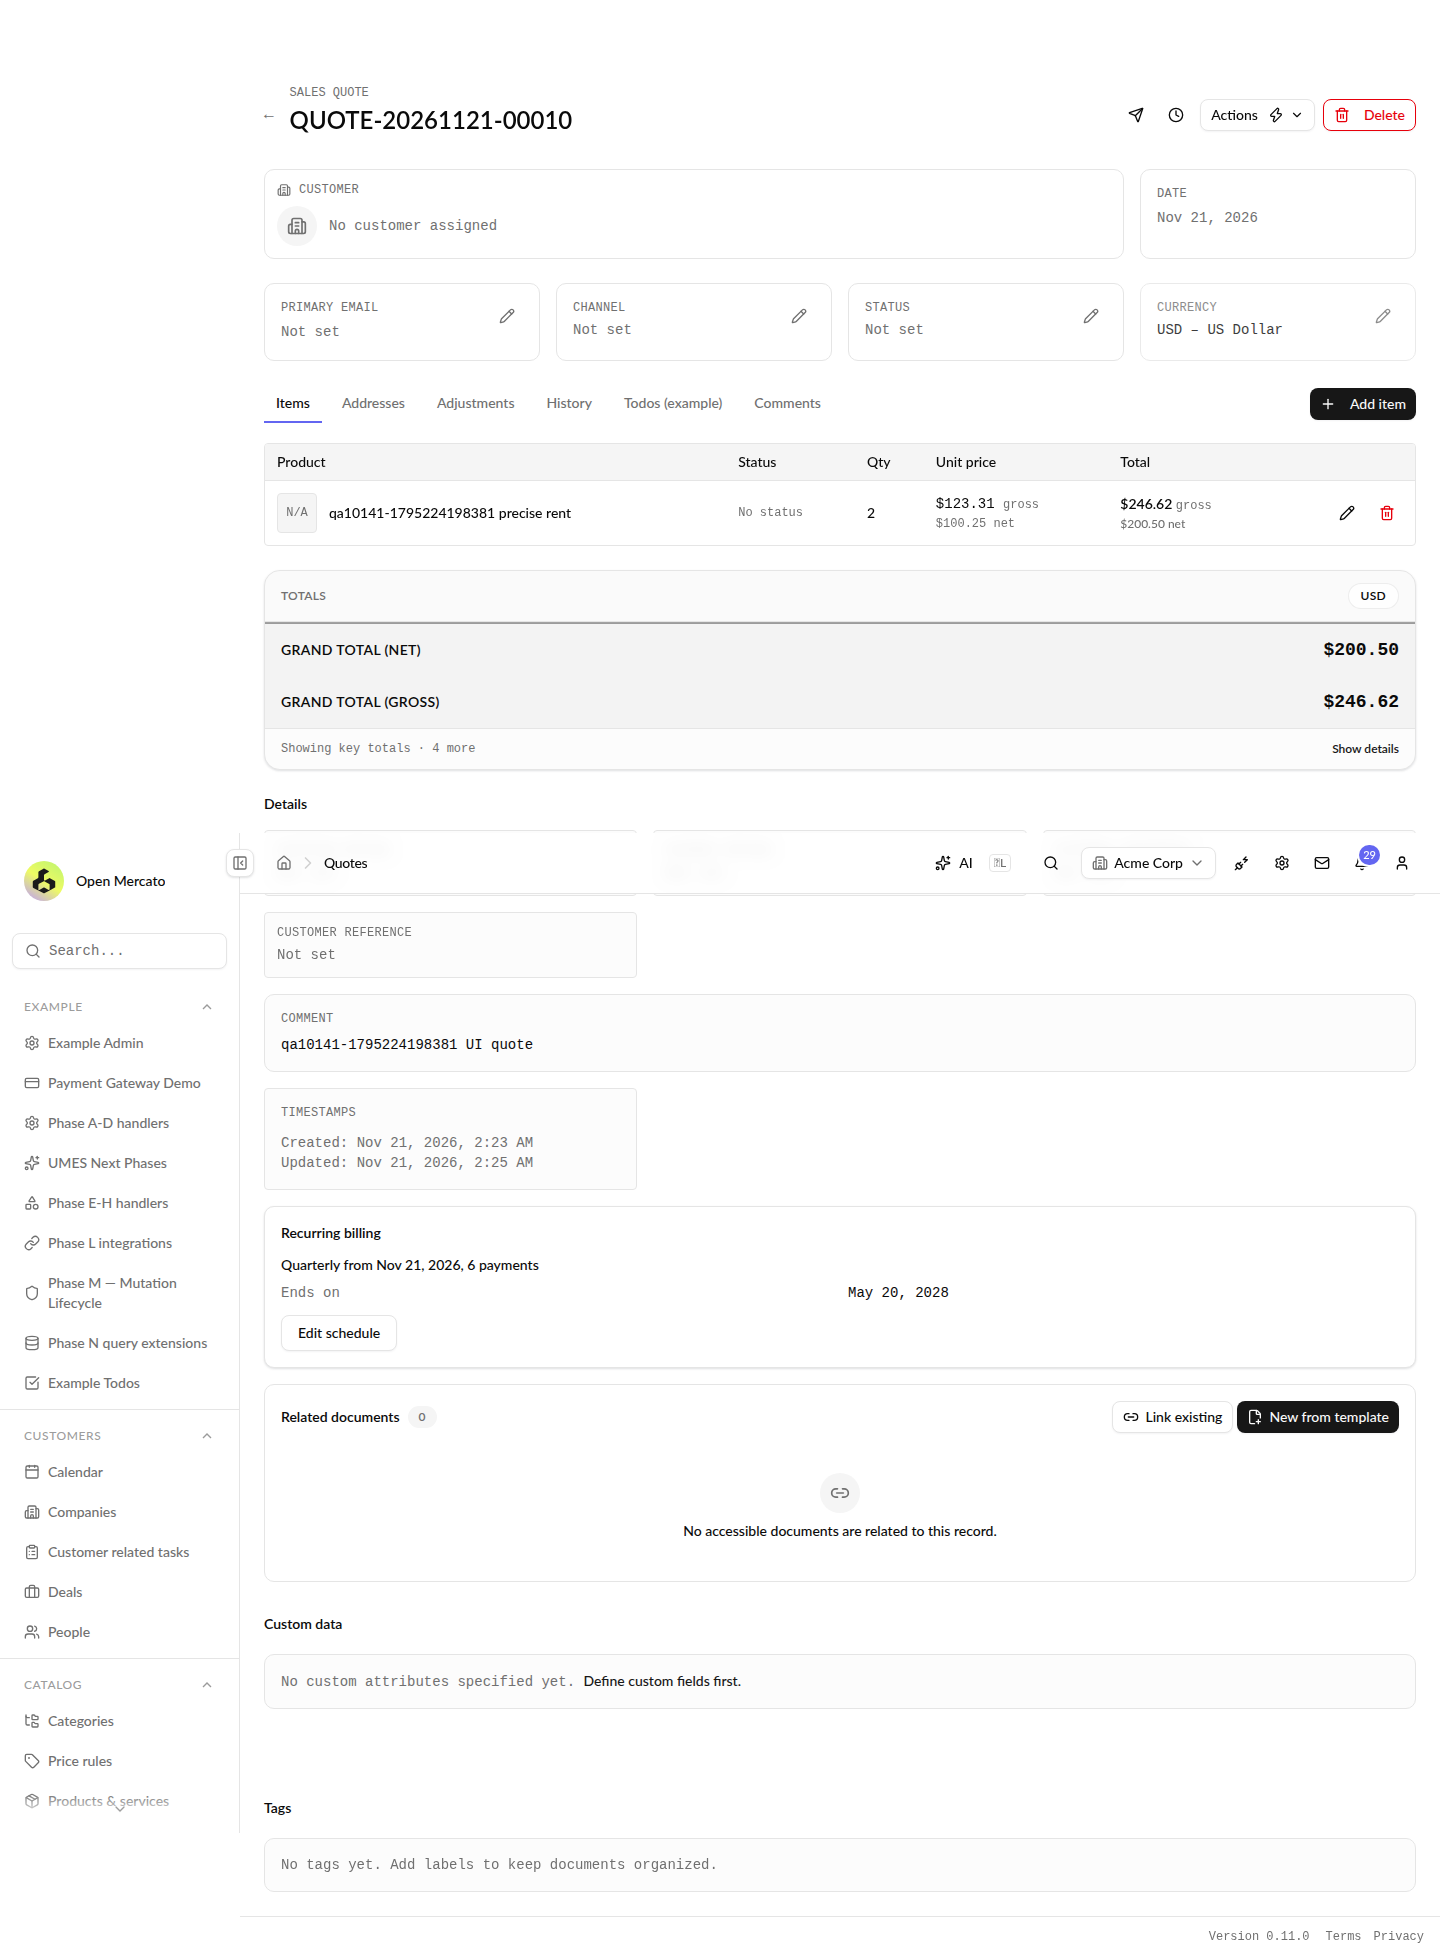 SALES QUOTE
← QUOTE-20261121-00010
Actions
Delete
CUSTOMER
No customer assigned
DATE
Nov 21, 2026
PRIMARY EMAIL
Not set
CHANNEL
Not set
STATUS
Not set
CURRENCY
USD – US Dollar
Items Addresses Adjustments History Todos (example) Comments
Add item
Product Status Qty Unit price Total
N/A qa10141-1795224198381 precise rent No status 2 $123.31 gross $246.62 gross
$100.25 net $200.50 net
TOTALS USD
GRAND TOTAL (NET) $200.50
GRAND TOTAL (GROSS) $246.62
Showing key totals · 4 more Show details
Details
Quotes AI Acme Corp 29
CUSTOMER REFERENCE
Not set
COMMENT
qa10141-1795224198381 UI quote
TIMESTAMPS
Created: Nov 21, 2026, 2:23 AM
Updated: Nov 21, 2026, 2:25 AM
Recurring billing
Quarterly from Nov 21, 2026, 6 payments
Ends on May 20, 2028
Edit schedule
Related documents 0
Link existing
New from template
No accessible documents are related to this record.
Custom data
No custom attributes specified yet. Define custom fields first.
Tags
No tags yet. Add labels to keep documents organized.
Version 0.11.0 Terms Privacy
Open Mercato
Search...
EXAMPLE
Example Admin
Payment Gateway Demo
Phase A-D handlers
UMES Next Phases
Phase E-H handlers
Phase L integrations
Phase M — Mutation
Lifecycle
Phase N query extensions
Example Todos
CUSTOMERS
Calendar
Companies
Customer related tasks
Deals
People
CATALOG
Categories
Price rules
Products & services